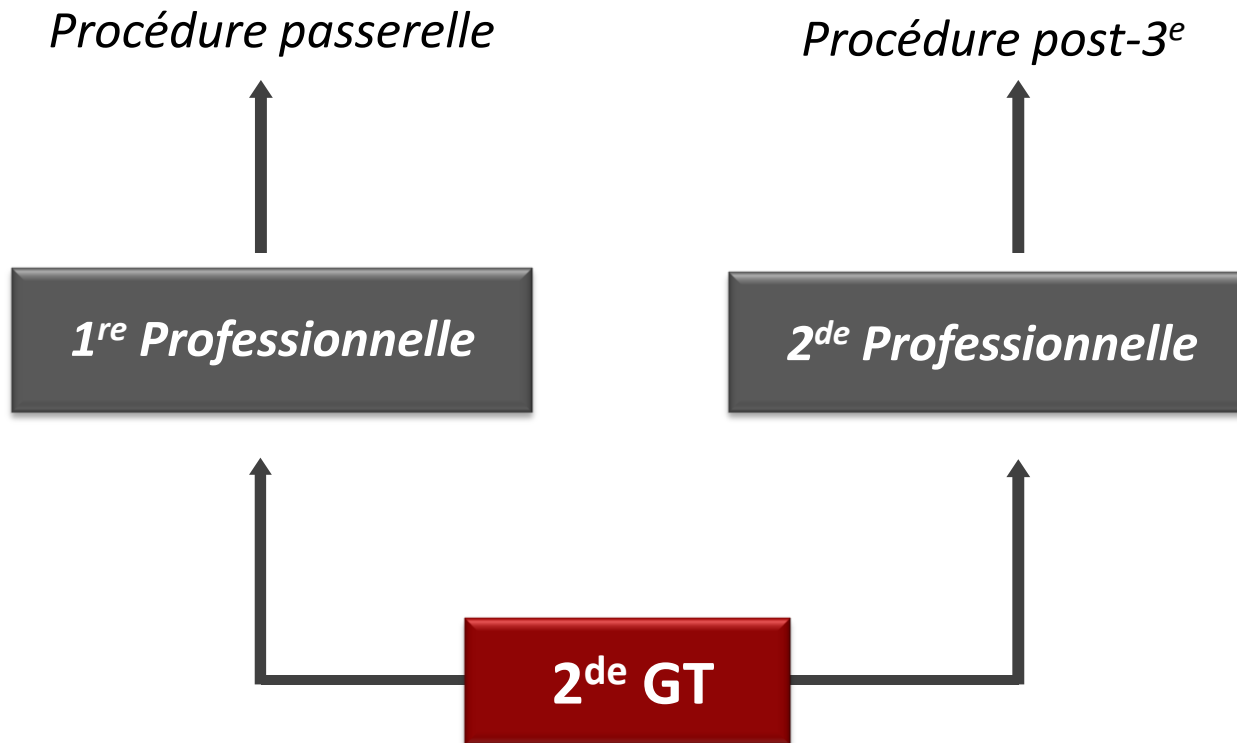 Procédure passerelle
Procédure post-3ᵉ
1ʳᵉ Professionnelle
2ᵈᵉ Professionnelle
2ᵈᵉ GT